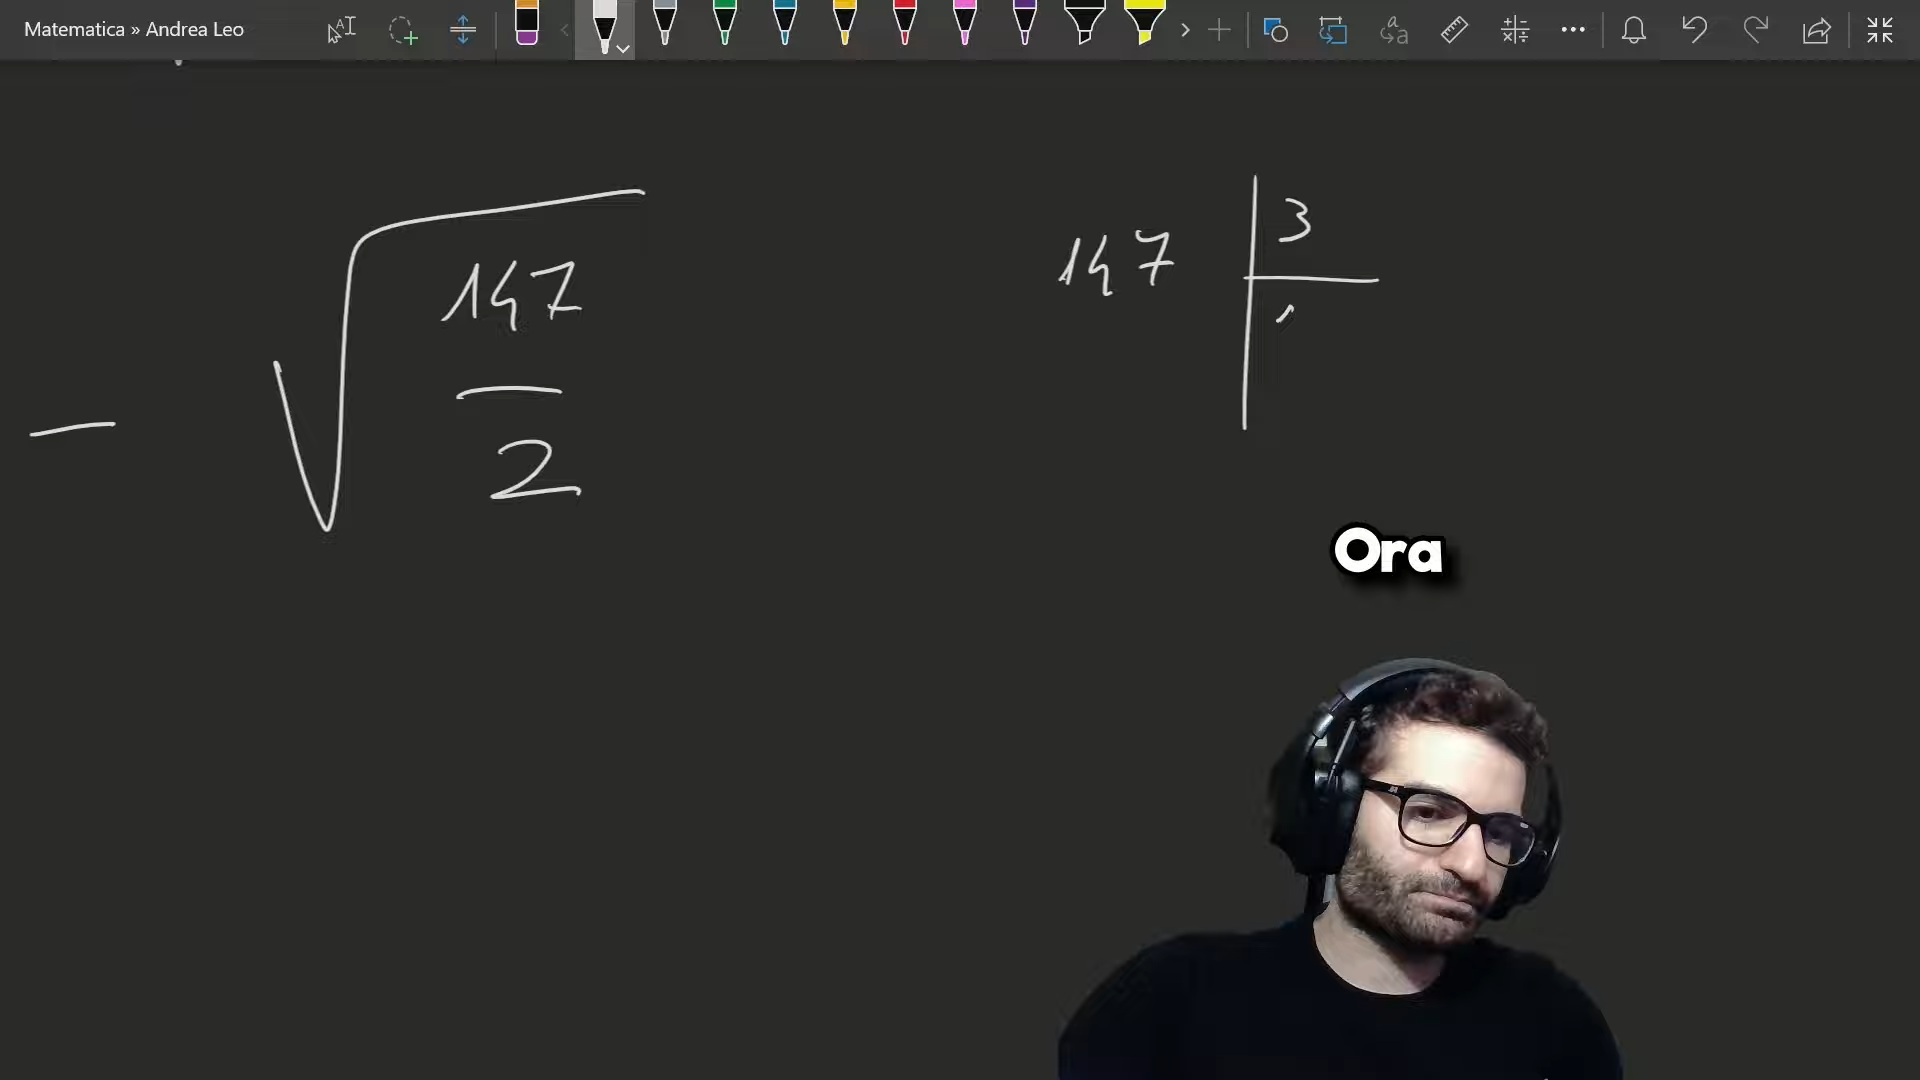 Matematica » Andrea Leo
− √ 147
2
147 3
Ora